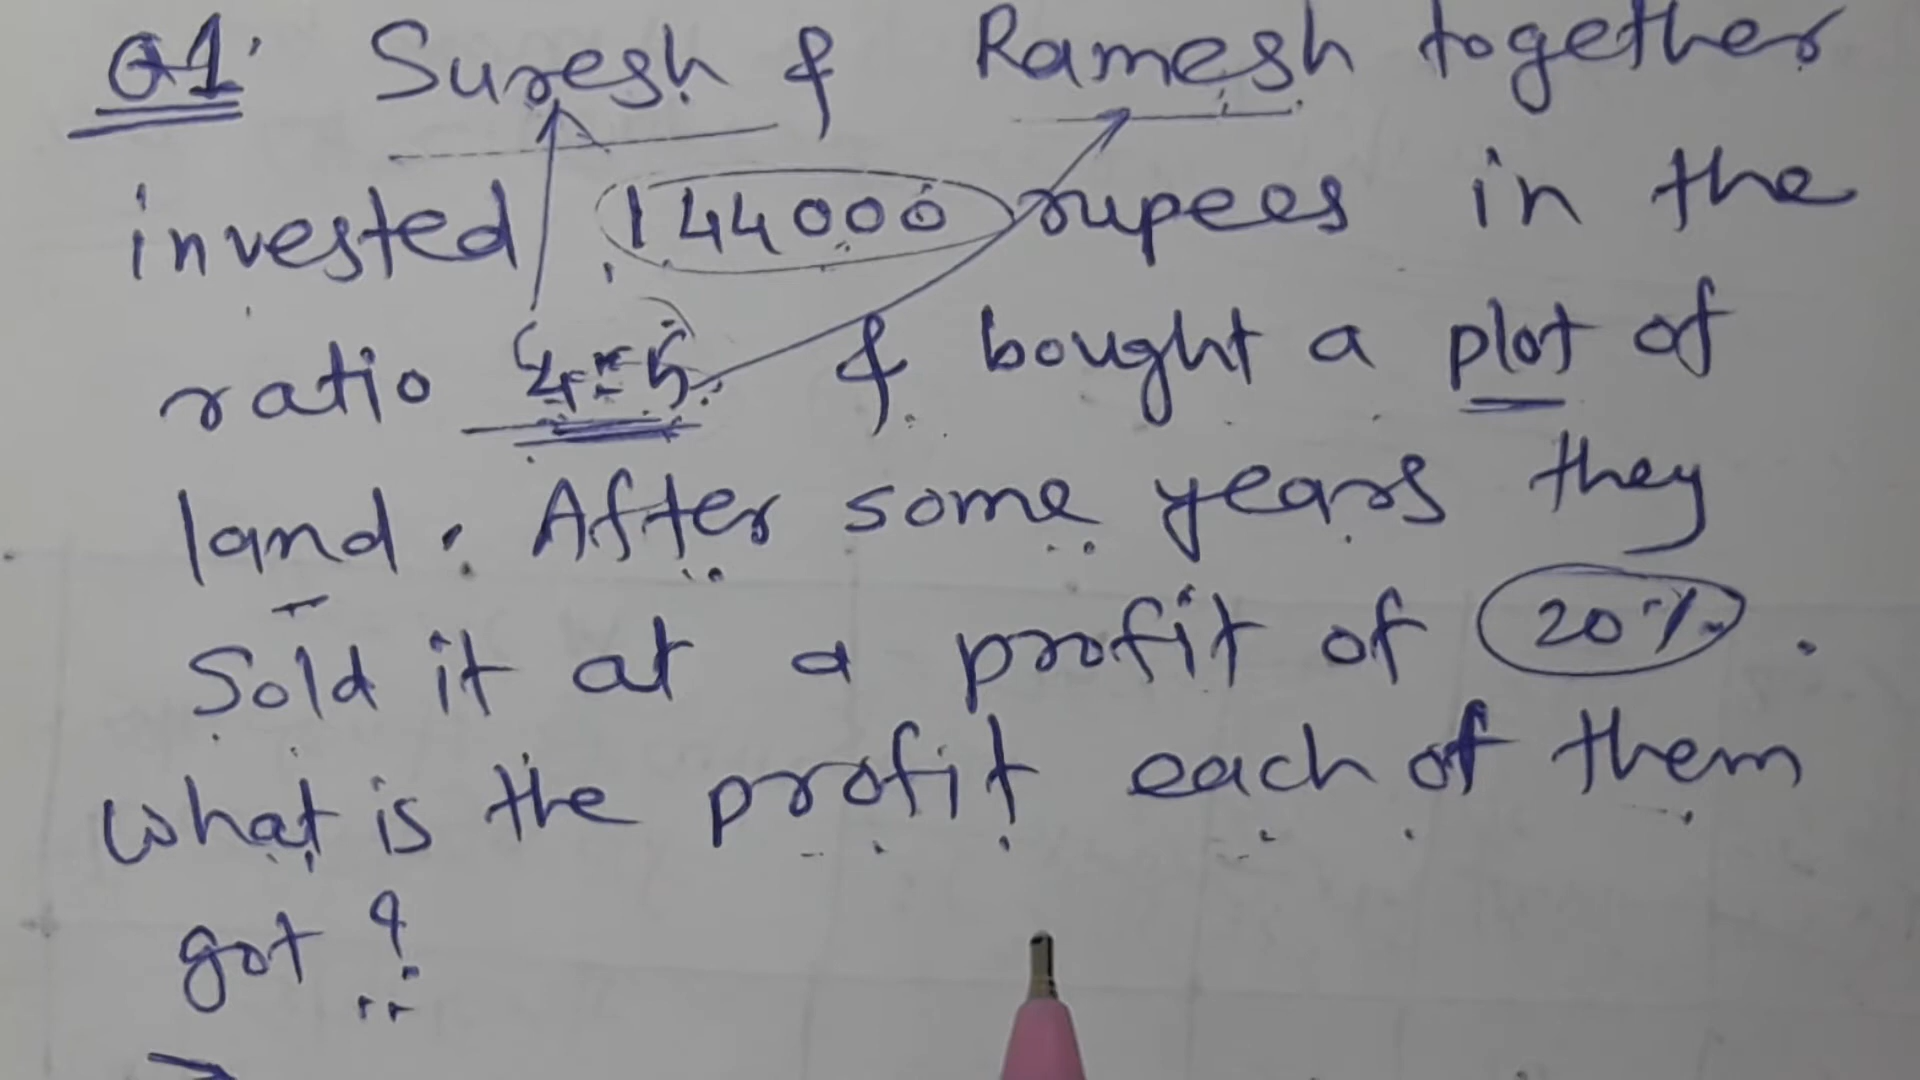 Q1. Suresh & Ramesh together
invested 144000 rupees in the
ratio 4:5 & bought a plot of
land. After some years they
sold it at a profit of 20%.
What is the profit each of them
got?